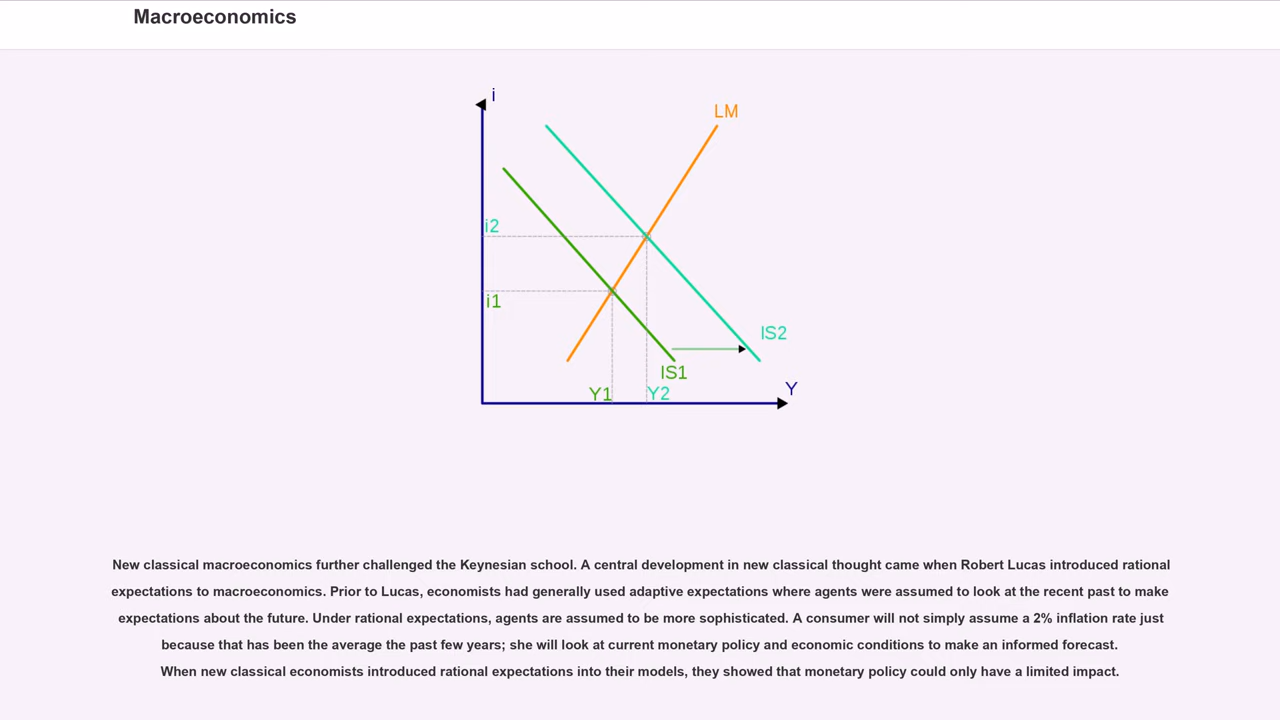 Macroeconomics
i
LM
i2
i1
IS2
IS1
Y
Y1
Y2
New classical macroeconomics further challenged the Keynesian school. A central development in new classical thought came when Robert Lucas introduced rational
expectations to macroeconomics. Prior to Lucas, economists had generally used adaptive expectations where agents were assumed to look at the recent past to make
expectations about the future. Under rational expectations, agents are assumed to be more sophisticated. A consumer will not simply assume a 2% inflation rate just
because that has been the average the past few years; she will look at current monetary policy and economic conditions to make an informed forecast.
When new classical economists introduced rational expectations into their models, they showed that monetary policy could only have a limited impact.